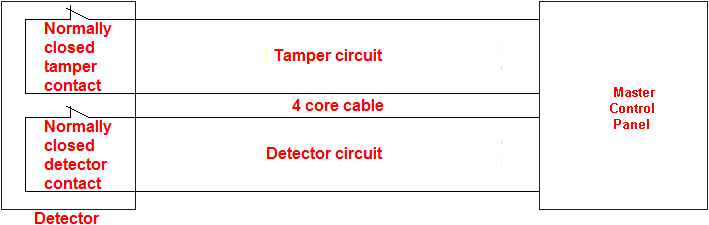 Normally
closed
tamper
contact
Tamper circuit
4 core cable
Normally
closed
detector
contact
Detector circuit
Master
Control
Panel
Detector